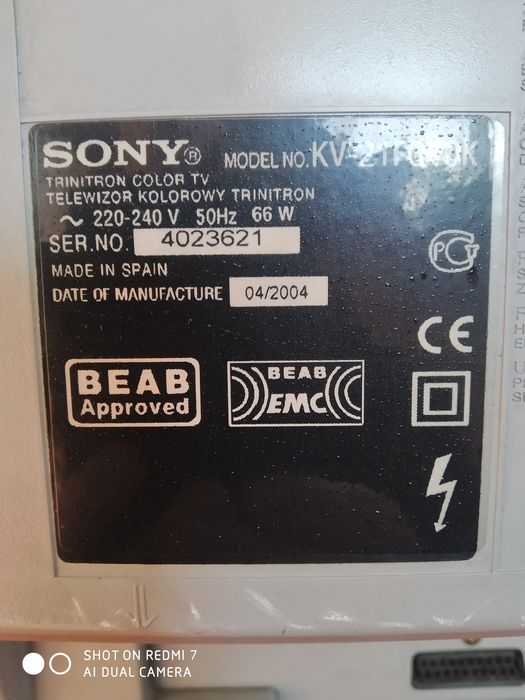 SONY® MODEL NO.
TRINITRON COLOR TV
TELEWIZOR KOLOROWY TRINITRON
~ 220-240 V 50Hz 66 W
SER.NO. 4023621
MADE IN SPAIN
DATE OF MANUFACTURE 04/2004
PCT
CE
BEAB
Approved
BEAB
EMC
SHOT ON REDMI 7
AI DUAL CAMERA